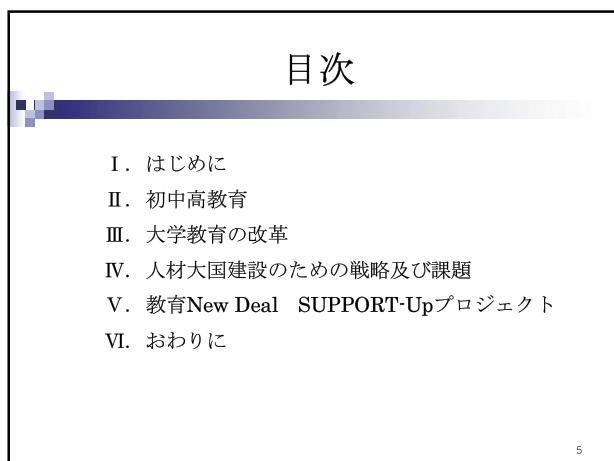 目次
Ⅰ．はじめに
Ⅱ．初中高教育
Ⅲ．大学教育の改革
Ⅳ．人材大国建設のための戦略及び課題
Ⅴ．教育New Deal　SUPPORT-Upプロジェクト
Ⅵ．おわりに
5